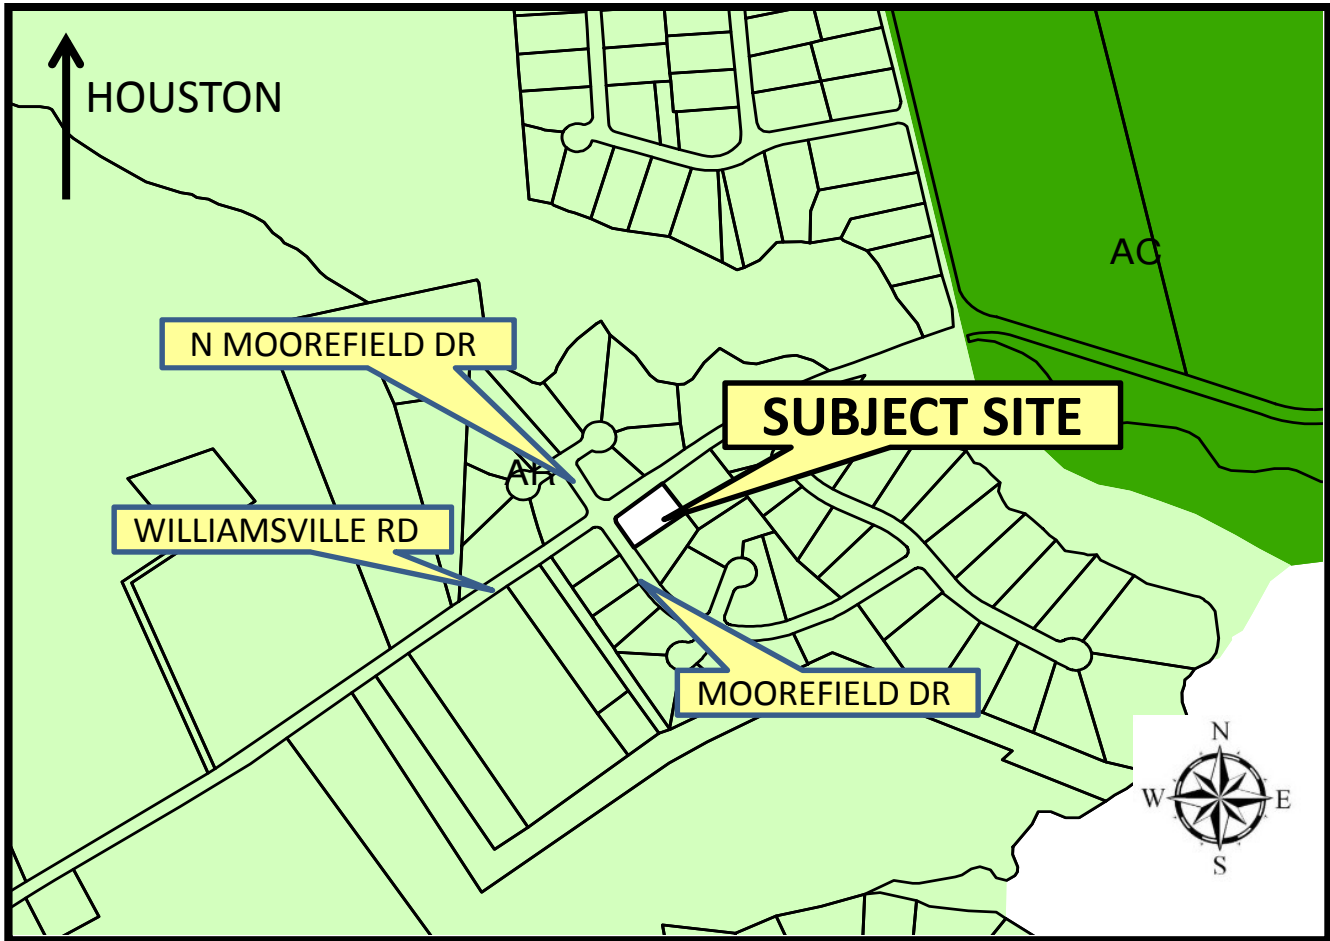 HOUSTON
AC
N MOOREFIELD DR
SUBJECT SITE
AR
WILLIAMSVILLE RD
MOOREFIELD DR
N
W E
S